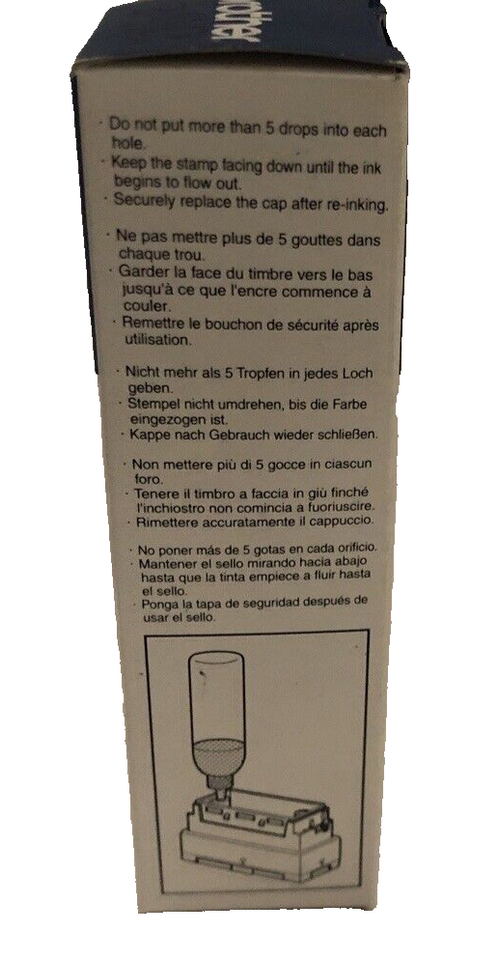 · Do not put more than 5 drops into each
hole.
· Keep the stamp facing down until the ink
begins to flow out.
· Securely replace the cap after re-inking.
· Ne pas mettre plus de 5 gouttes dans
chaque trou.
· Garder la face du timbre vers le bas
jusqu'à ce que l'encre commence à
couler.
· Remettre le bouchon de sécurité après
utilisation.
· Nicht mehr als 5 Tropfen in jedes Loch
geben.
· Stempel nicht umdrehen, bis die Farbe
eingezogen ist.
· Kappe nach Gebrauch wieder schließen.
· Non mettere più di 5 gocce in ciascun
foro.
· Tenere il timbro a faccia in giù finché
l'inchiostro non comincia a fuoriuscire.
· Rimettere accuratamente il cappuccio.
· No poner más de 5 gotas en cada orificio.
· Mantener el sello mirando hacia abajo
hasta que la tinta empiece a fluir hasta
el sello.
· Ponga la tapa de seguridad después de
usar el sello.